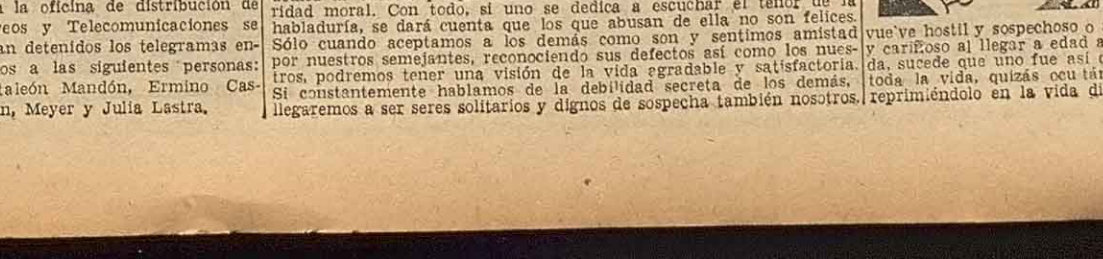 la oficina de distribución de
y Telecomunicaciones se
detenidos los telegramas en-
a las siguientes personas:
Mandón, Ermino Cas-
Meyer y Julia Lastra.
ridad moral. Con todo, si uno se dedica a escuchar el tenor de la
habladuría, se dará cuenta que los que abusan de ella no son felices.
Sólo cuando aceptamos a los demás como son y sentimos amistad
por nuestros semejantes, reconociendo sus defectos así como los nues-
tros, podremos tener una visión de la vida agradable y satisfactoria.
Si constantemente hablamos de la debilidad secreta de los demás,
llegaremos a ser seres solitarios y dignos de sospecha también nosotros.
vue've hostil y sospechoso o
y cariñoso al llegar a edad a
da, sucede que uno fue así
toda la vida, quizás ocu tán
reprimiéndolo en la vida di